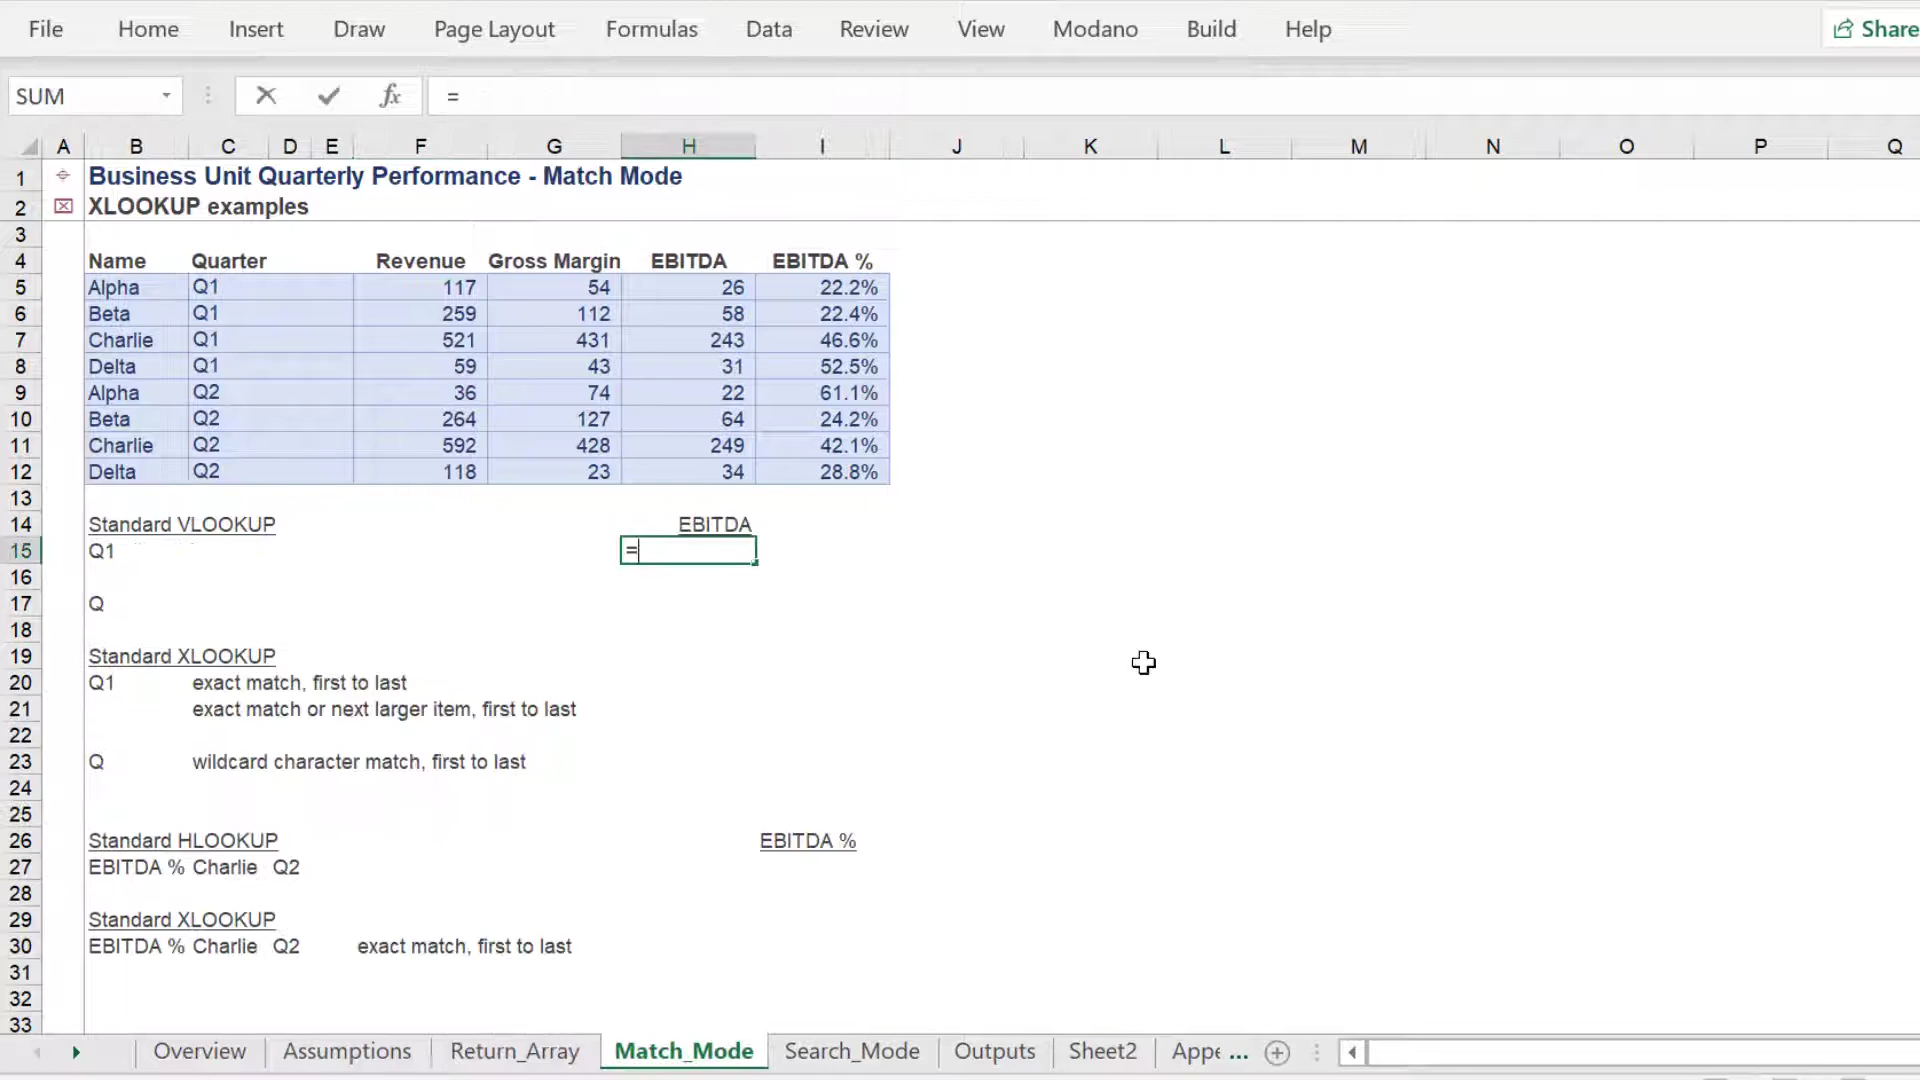 File Home Insert Draw Page Layout Formulas Data Review View Modano Build Help Share
SUM fx =
A B C D E F G H I J K L M N O P Q
1 Business Unit Quarterly Performance - Match Mode
2 XLOOKUP examples
3
4 Name Quarter Revenue Gross Margin EBITDA EBITDA %
5 Alpha Q1 117 54 26 22.2%
6 Beta Q1 259 112 58 22.4%
7 Charlie Q1 521 431 243 46.6%
8 Delta Q1 59 43 31 52.5%
9 Alpha Q2 36 74 22 61.1%
10 Beta Q2 264 127 64 24.2%
11 Charlie Q2 592 428 249 42.1%
12 Delta Q2 118 23 34 28.8%
13
14 Standard VLOOKUP EBITDA
15 Q1 =
16
17 Q
18
19 Standard XLOOKUP
20 Q1 exact match, first to last
21 exact match or next larger item, first to last
22
23 Q wildcard character match, first to last
24
25
26 Standard HLOOKUP EBITDA %
27 EBITDA % Charlie Q2
28
29 Standard XLOOKUP
30 EBITDA % Charlie Q2 exact match, first to last
31
32
33
Overview Assumptions Return_Array Match_Mode Search_Mode Outputs Sheet2 Appe ...